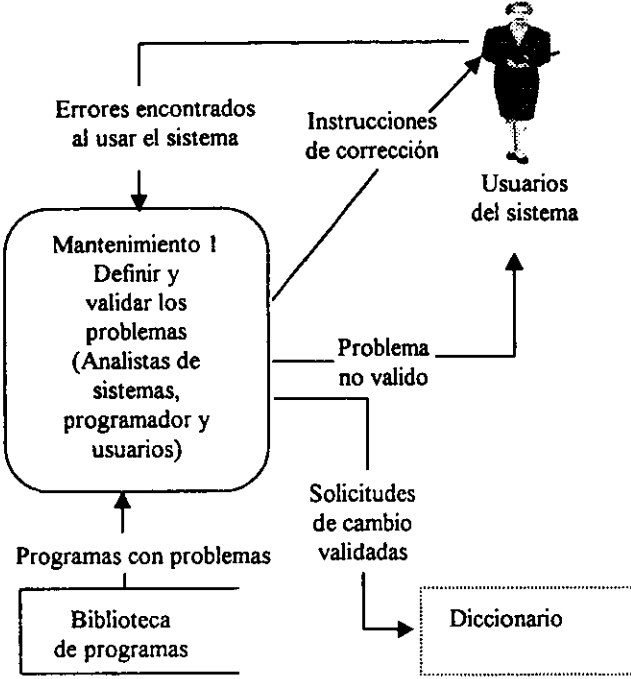 Errores encontrados
al usar el sistema
Instrucciones
de corrección
Usuarios
del sistema
Mantenimiento 1
Definir y
validar los
problemas
(Analistas de
sistemas,
programador y
usuarios)
Problema
no valido
Solicitudes
de cambio
validadas
Programas con problemas
Biblioteca
de programas
Diccionario